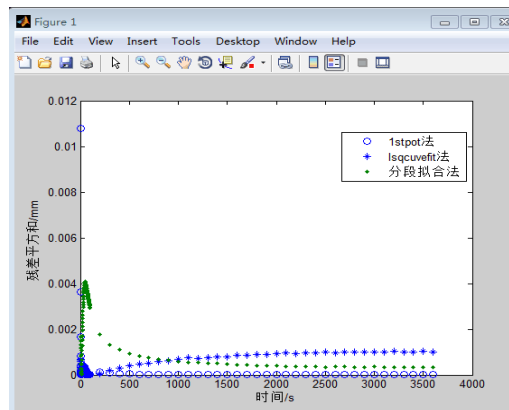 Figure 1
File Edit View Insert Tools Desktop Window Help
0.012
0.01
0.008
0.006
0.004
0.002
0
残差平方和/mm
1stpot法
lsqcuvefit法
分段拟合法
0 500 1000 1500 2000 2500 3000 3500 4000
时间/s